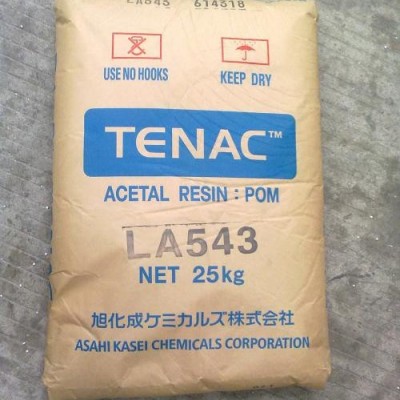 LA543 614318
USE NO HOOKS KEEP DRY
TENAC™
ACETAL RESIN : POM
LA543
NET 25kg
旭化成ケミカルズ株式会社
ASAHI KASEI CHEMICALS CORPORATION